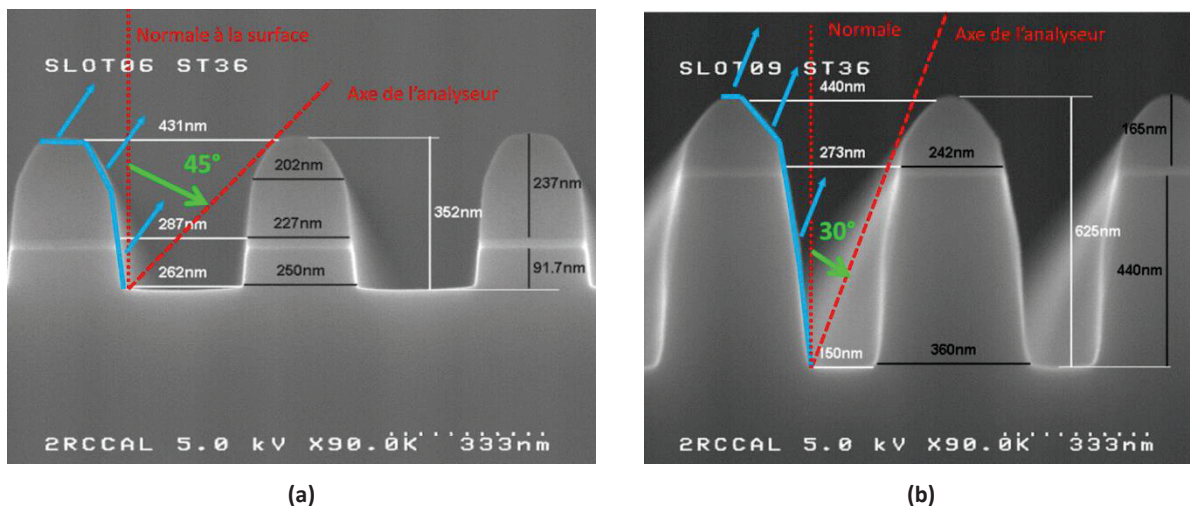 Normale à la surface
SLOT06 ST36
Axe de l'analyseur
431nm
45°
202nm
237nm
352nm
287nm
227nm
262nm
250nm
91.7nm
2RCCAL 5.0 kV X90.0K 333nm
(a)
Normale
Axe de l'analyseur
SLOT09 ST36
440nm
165nm
273nm
242nm
30°
625nm
440nm
150nm
360nm
2RCCAL 5.0 kV X90.0K 333nm
(b)